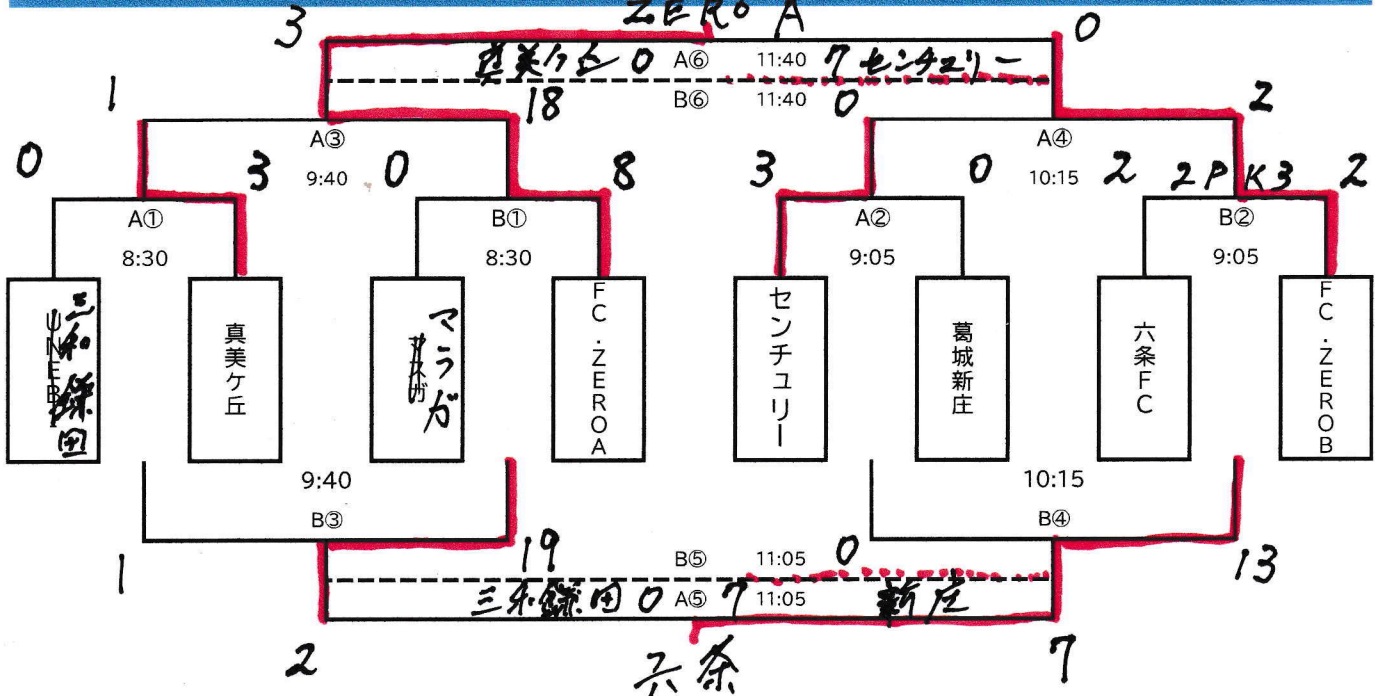 ZERO A
3 0
真美ケ丘 0 A⑥ 11:40 7 センチュリー
B⑥ 11:40
1 18 0 2
A③ A④
9:40 10:15
0 3 0 8 3 0 2 2PK3 2
A① B① A② B②
8:30 8:30 9:05 9:05
三和鎌田
UNEBI
真美ケ丘
マラガ
FC・ZEROA
センチュリー
葛城新庄
六条FC
FC・ZEROB
9:40 10:15
B③ B④
1 19 0 13
B⑤ 11:05
三和鎌田 0 A⑤ 7 11:05 新庄
2 7
六条